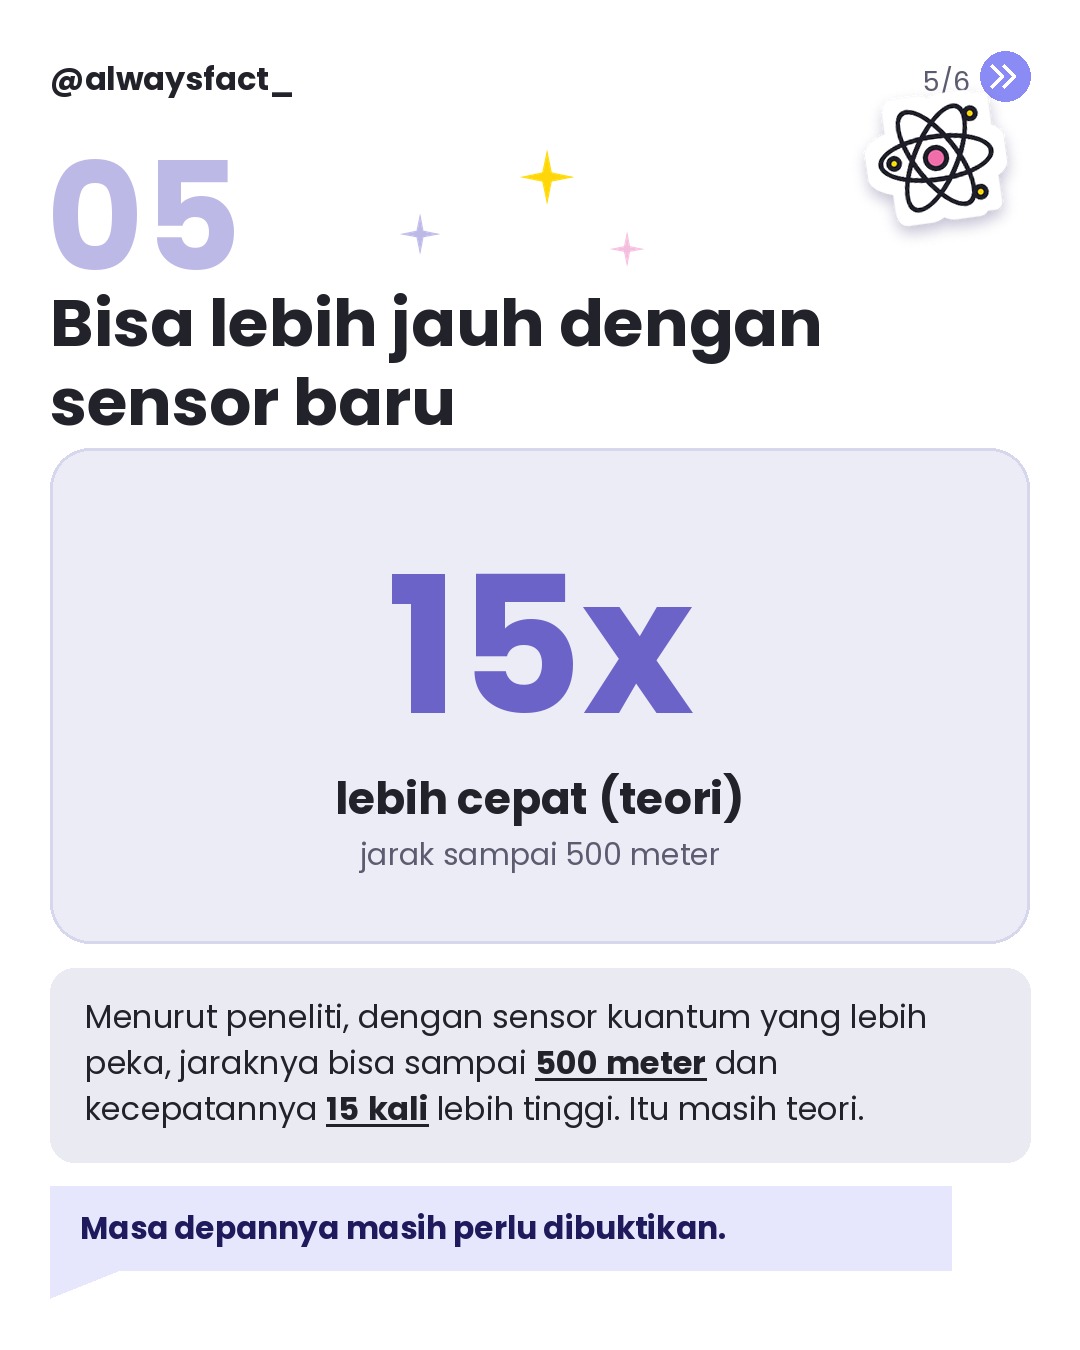 @alwaysfact_
5/6
05
Bisa lebih jauh dengan
sensor baru
15x
lebih cepat (teori)
jarak sampai 500 meter
Menurut peneliti, dengan sensor kuantum yang lebih
peka, jaraknya bisa sampai 500 meter dan
kecepatannya 15 kali lebih tinggi. Itu masih teori.
Masa depannya masih perlu dibuktikan.